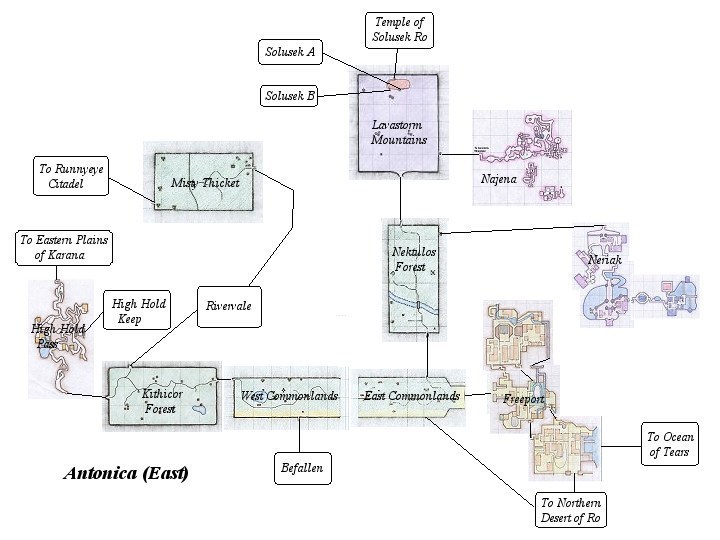 Temple of
Solusek Ro
Solusek A
Solusek B
Lavastorm
Mountains
Najena
To Runnyeye
Citadel
Misty Thicket
To Eastern Plains
of Karana
High Hold
Keep
High Hold
Pass
Rivervale
Nektulos
Forest
Neriak
Kithicor
Forest
West Commonlands
East Commonlands
Freeport
Befallen
To Ocean
of Tears
To Northern
Desert of Ro
Antonica (East)